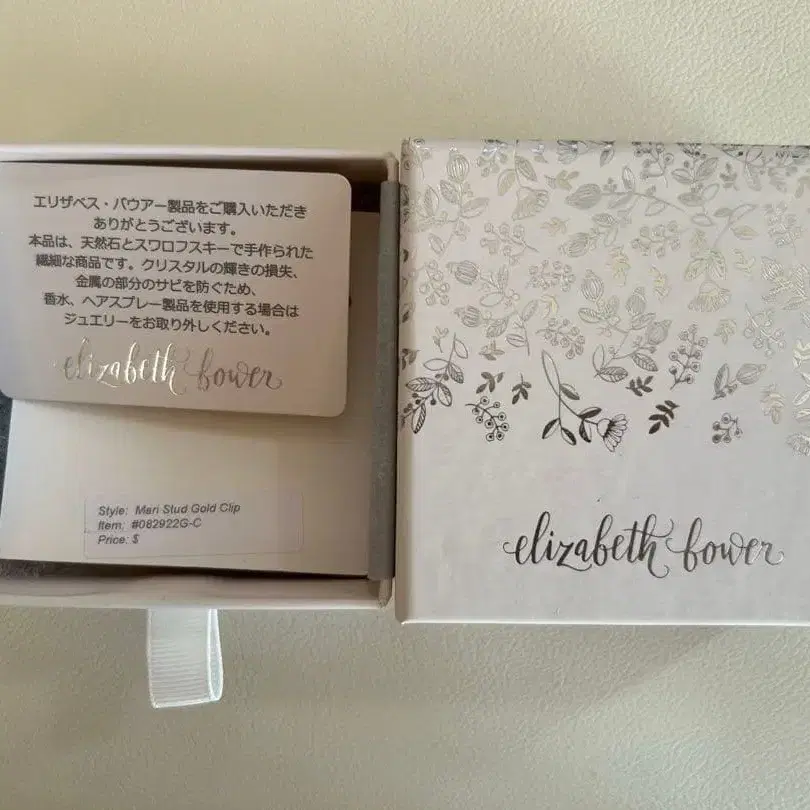 エリザベス・バウアー製品をご購入いただき
ありがとうございます。
本品は、天然石とスワロフスキーで手作られた
繊細な商品です。クリスタルの輝きの損失、
金属の部分のサビを防ぐため、
香水、ヘアスプレー製品を使用する場合は
ジュエリーをお取り外しください。
elizabeth bower
Style: Mari Stud Gold Clip
Item: #082922G-C
Price: $
elizabeth bower